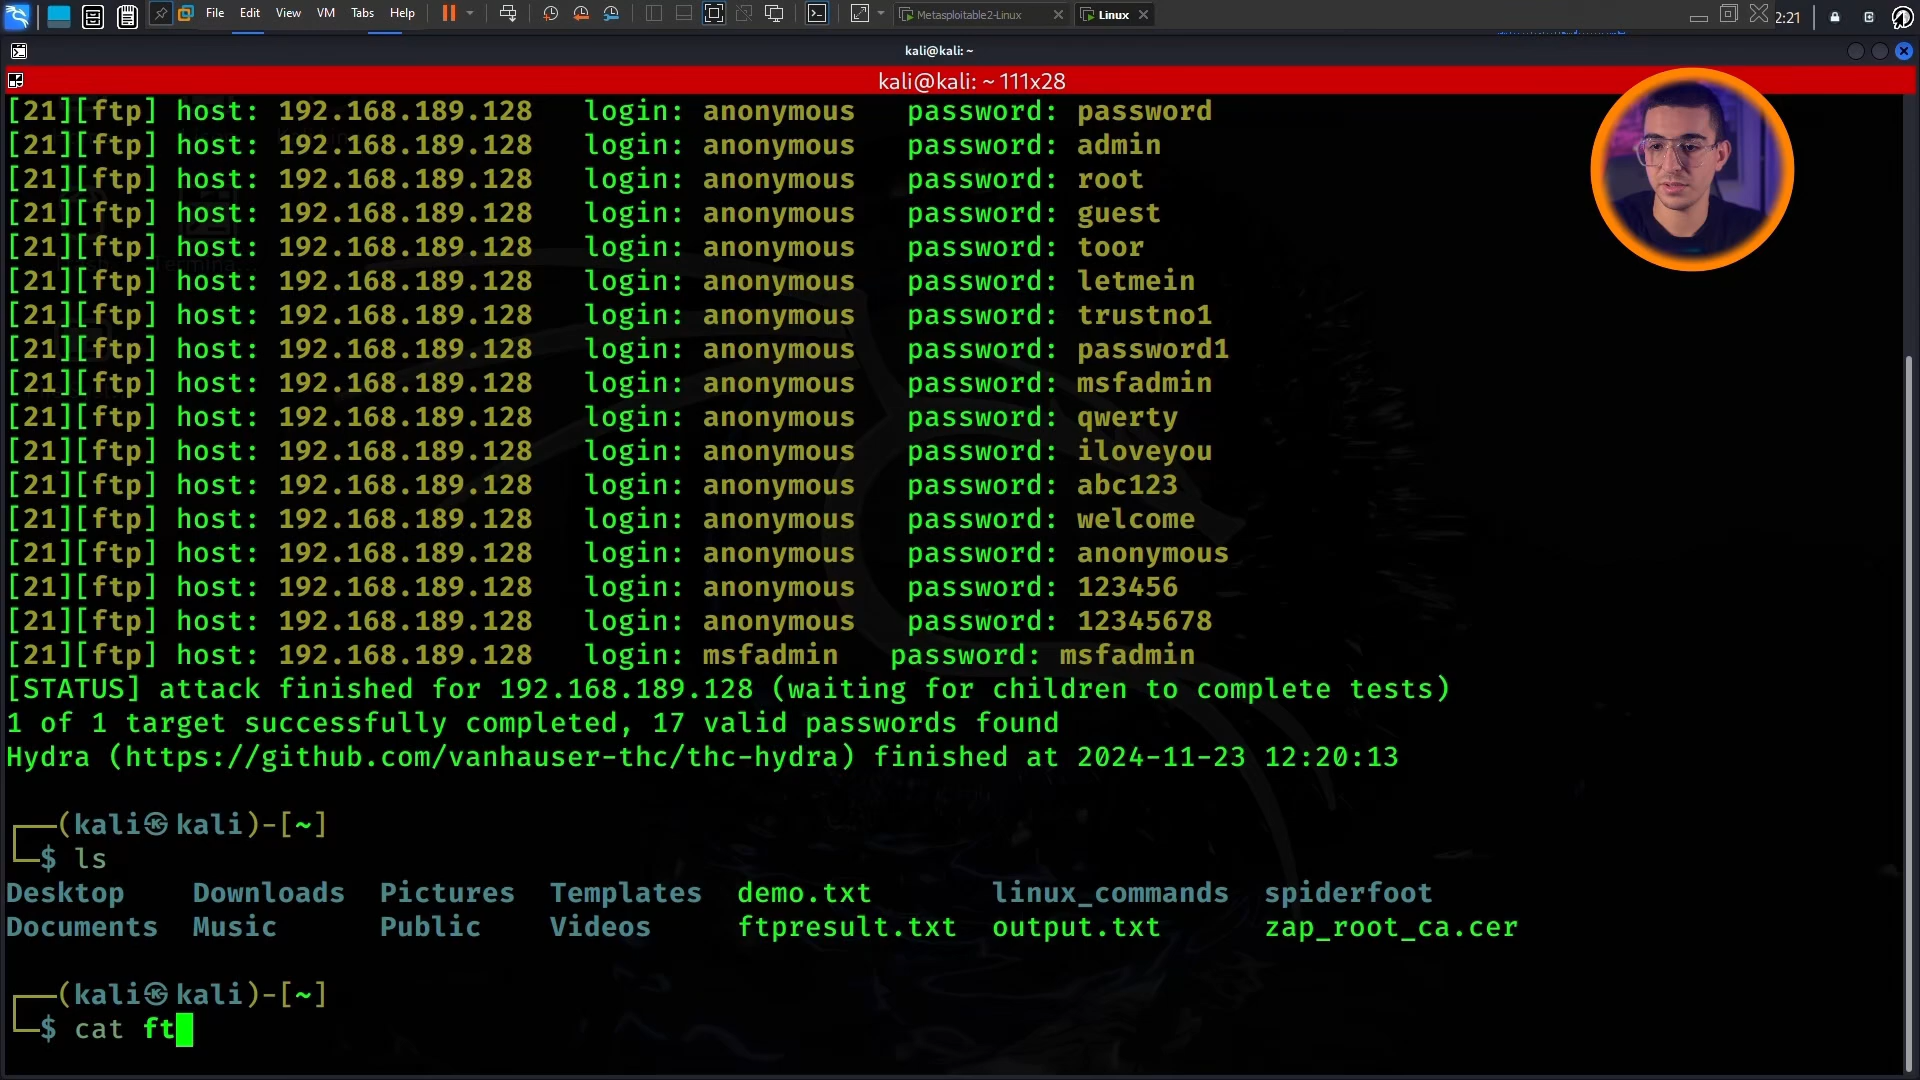 File Edit View VM Tabs Help Metasploitable2-Linux Linux 2:21
kali@kali: ~
kali@kali: ~ 111x28
[21][ftp] host: 192.168.189.128 login: anonymous password: password
[21][ftp] host: 192.168.189.128 login: anonymous password: admin
[21][ftp] host: 192.168.189.128 login: anonymous password: root
[21][ftp] host: 192.168.189.128 login: anonymous password: guest
[21][ftp] host: 192.168.189.128 login: anonymous password: toor
[21][ftp] host: 192.168.189.128 login: anonymous password: letmein
[21][ftp] host: 192.168.189.128 login: anonymous password: trustno1
[21][ftp] host: 192.168.189.128 login: anonymous password: password1
[21][ftp] host: 192.168.189.128 login: anonymous password: msfadmin
[21][ftp] host: 192.168.189.128 login: anonymous password: qwerty
[21][ftp] host: 192.168.189.128 login: anonymous password: iloveyou
[21][ftp] host: 192.168.189.128 login: anonymous password: abc123
[21][ftp] host: 192.168.189.128 login: anonymous password: welcome
[21][ftp] host: 192.168.189.128 login: anonymous password: anonymous
[21][ftp] host: 192.168.189.128 login: anonymous password: 123456
[21][ftp] host: 192.168.189.128 login: anonymous password: 12345678
[21][ftp] host: 192.168.189.128 login: msfadmin password: msfadmin
[STATUS] attack finished for 192.168.189.128 (waiting for children to complete tests)
1 of 1 target successfully completed, 17 valid passwords found
Hydra (https://github.com/vanhauser-thc/thc-hydra) finished at 2024-11-23 12:20:13
┌──(kali㉿kali)-[~]
└─$ ls
Desktop Downloads Pictures Templates demo.txt linux_commands spiderfoot
Documents Music Public Videos ftpresult.txt output.txt zap_root_ca.cer
┌──(kali㉿kali)-[~]
└─$ cat ft